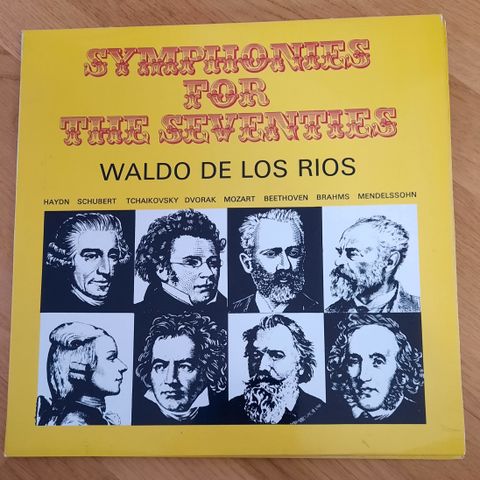 SYMPHONIES
FOR
THE SEVENTIES
WALDO DE LOS RIOS
HAYDN SCHUBERT TCHAIKOVSKY DVORAK MOZART BEETHOVEN BRAHMS MENDELSSOHN